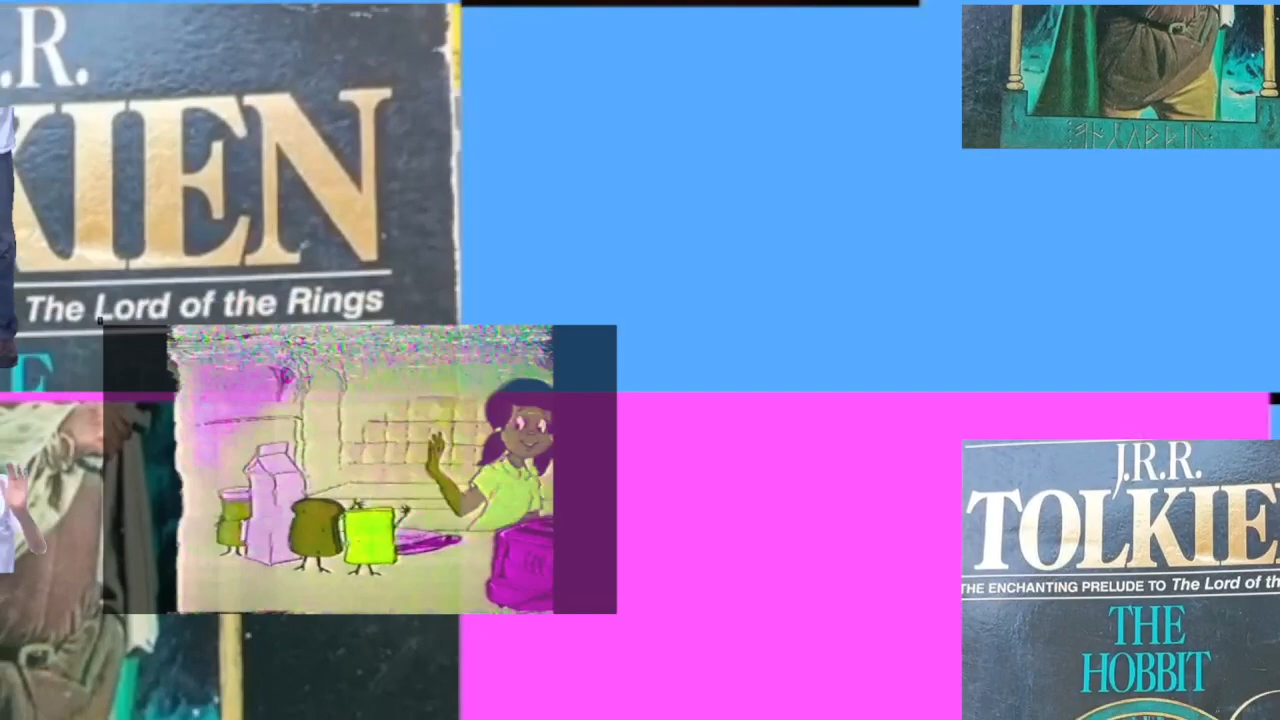 .R.
KIEN
The Lord of the Rings
E
J.R.R.
TOLKIE
THE ENCHANTING PRELUDE TO The Lord of th
THE
HOBBIT